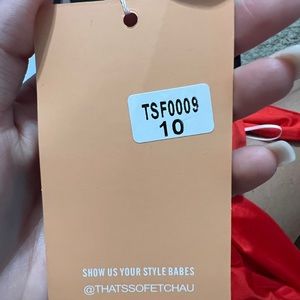 TSF0009
10
SHOW US YOUR STYLE BABES
@THATSSOFETCHAU